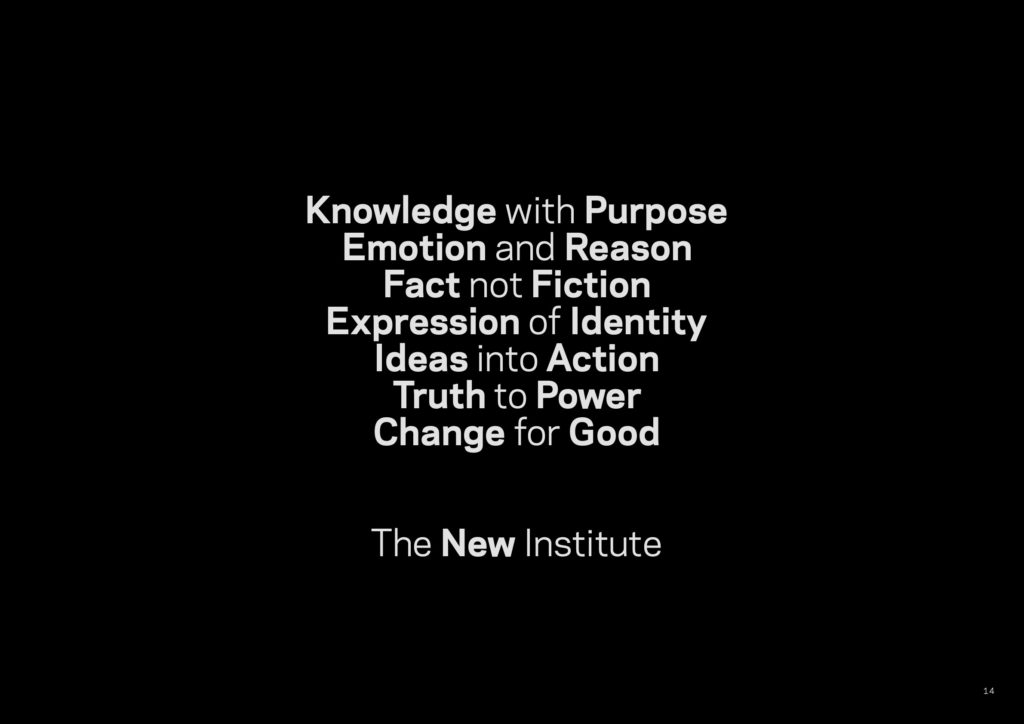 Knowledge with Purpose
Emotion and Reason
Fact not Fiction
Expression of Identity
Ideas into Action
Truth to Power
Change for Good
The New Institute
14